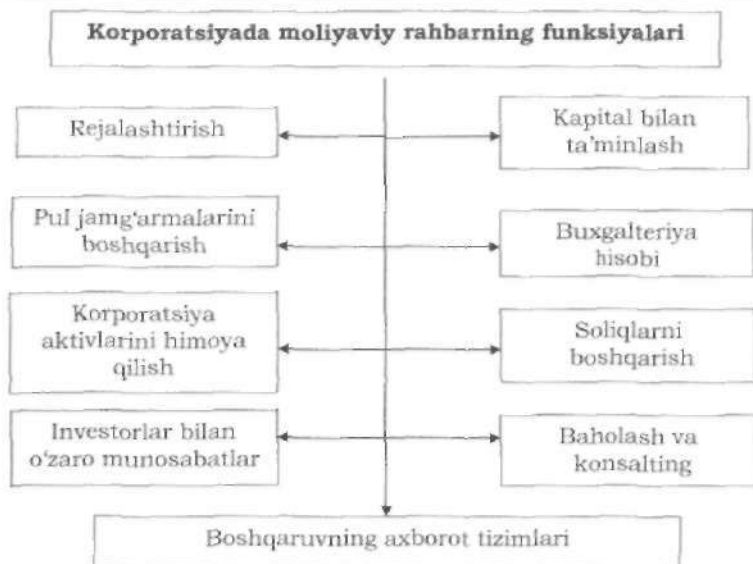 Korporatsiyada moliyaviy rahbarning funksiyalari
Rejalashtirish
Kapital bilan
ta'minlash
Pul jamg‘armalarini
boshqarish
Buxgalteriya
hisobi
Korporatsiya
aktivlarini himoya
qilish
Soliqlarni
boshqarish
Investorlar bilan
o‘zaro munosabatlar
Baholash va
konsalting
Boshqaruvning axborot tizimlari